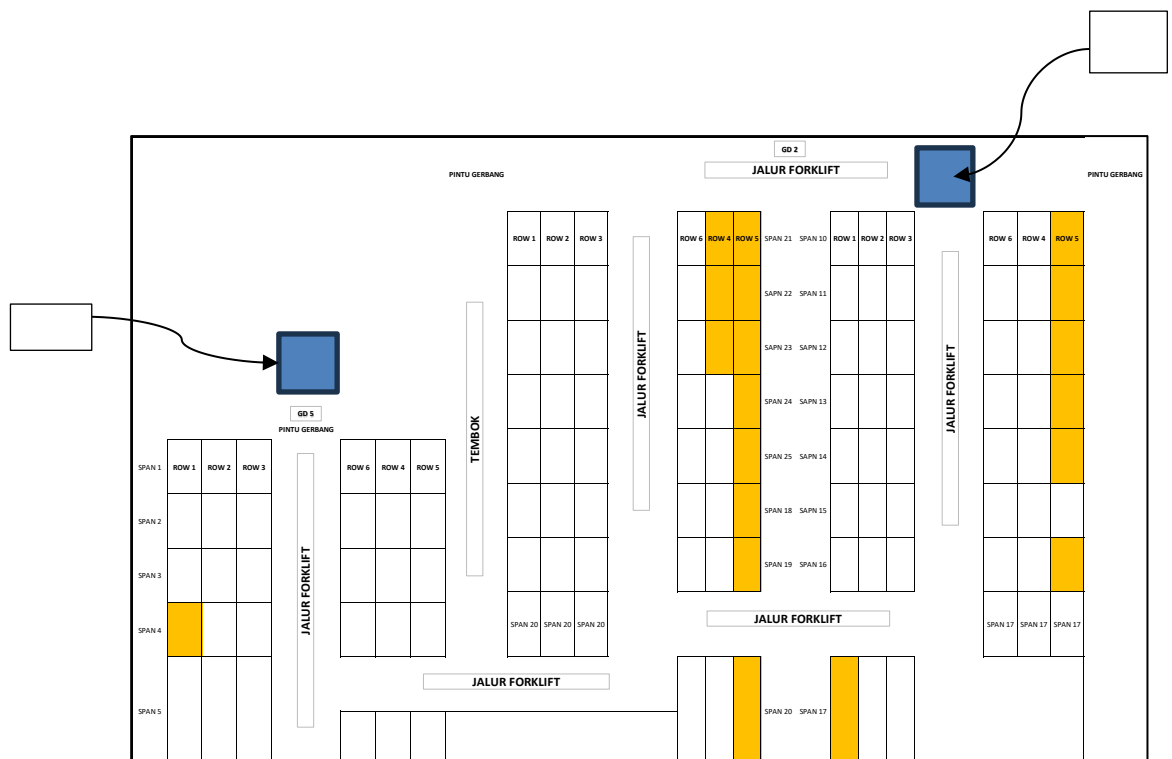 GD 2
JALUR FORKLIFT
PINTU GERBANG
PINTU GERBANG
ROW 1 ROW 2 ROW 3
ROW 6 ROW 4 ROW 5
SPAN 21 SPAN 10
ROW 1 ROW 2 ROW 3
ROW 6 ROW 4 ROW 5
SAPN 22 SPAN 11
SPAN 23 SPAN 12
SPAN 24 SAPN 13
SPAN 25 SAPN 14
SPAN 18 SAPN 15
SPAN 19 SPAN 16
JALUR FORKLIFT
JALUR FORKLIFT
TEMBOK
GD 5
PINTU GERBANG
SPAN 1
ROW 1 ROW 2 ROW 3
ROW 6 ROW 4 ROW 5
SPAN 2
SPAN 3
SPAN 4
SPAN 5
JALUR FORKLIFT
SPAN 20 SPAN 20 SPAN 20
JALUR FORKLIFT
SPAN 17 SPAN 17 SPAN 17
JALUR FORKLIFT
SPAN 20 SPAN 17